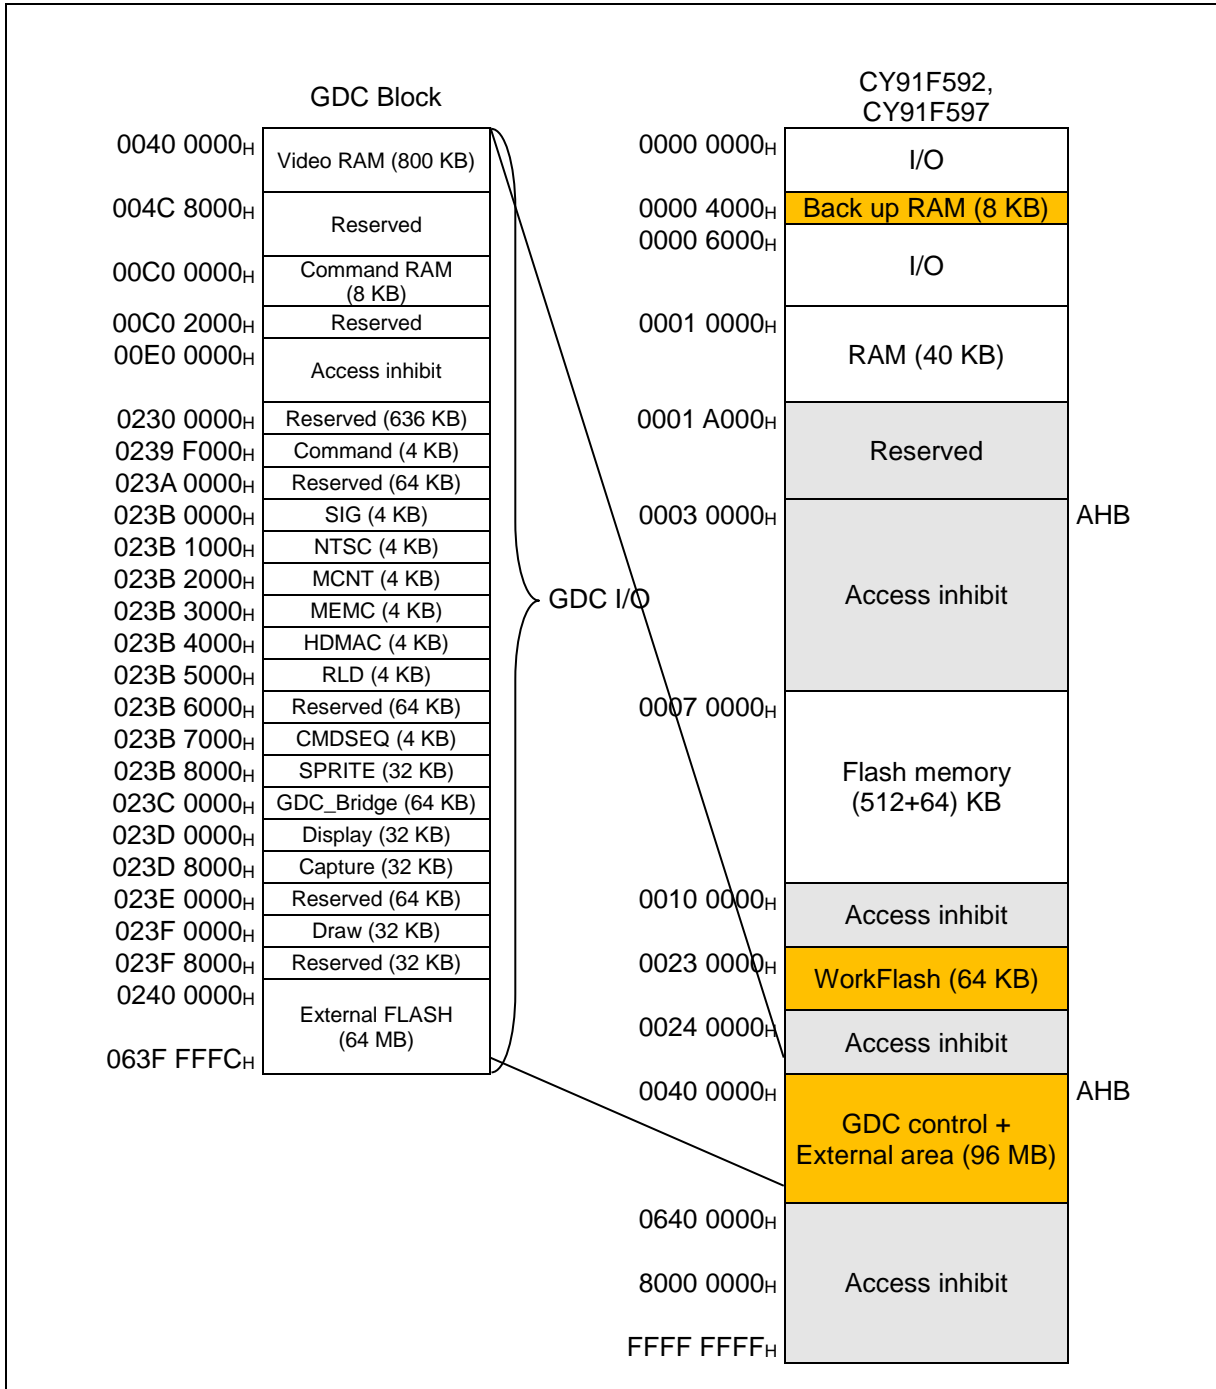 GDC Block
0040 0000H
Video RAM (800 KB)
004C 8000H
Reserved
00C0 0000H
Command RAM
(8 KB)
00C0 2000H
Reserved
00E0 0000H
Access inhibit
0230 0000H
Reserved (636 KB)
0239 F000H
Command (4 KB)
023A 0000H
Reserved (64 KB)
023B 0000H
SIG (4 KB)
023B 1000H
NTSC (4 KB)
023B 2000H
MCNT (4 KB)
023B 3000H
MEMC (4 KB)
023B 4000H
HDMAC (4 KB)
023B 5000H
RLD (4 KB)
023B 6000H
Reserved (64 KB)
023B 7000H
CMDSEQ (4 KB)
023B 8000H
SPRITE (32 KB)
023C 0000H
GDC_Bridge (64 KB)
023D 0000H
Display (32 KB)
023D 8000H
Capture (32 KB)
023E 0000H
Reserved (64 KB)
023F 0000H
Draw (32 KB)
023F 8000H
Reserved (32 KB)
0240 0000H
External FLASH
(64 MB)
063F FFFCH
GDC I/O
CY91F592,
CY91F597
0000 0000H
I/O
0000 4000H
Back up RAM (8 KB)
0000 6000H
I/O
0001 0000H
RAM (40 KB)
0001 A000H
Reserved
0003 0000H
AHB
Access inhibit
0007 0000H
Flash memory
(512+64) KB
0010 0000H
Access inhibit
0023 0000H
WorkFlash (64 KB)
0024 0000H
Access inhibit
0040 0000H
AHB
GDC control +
External area (96 MB)
0640 0000H
8000 0000H
Access inhibit
FFFF FFFFH